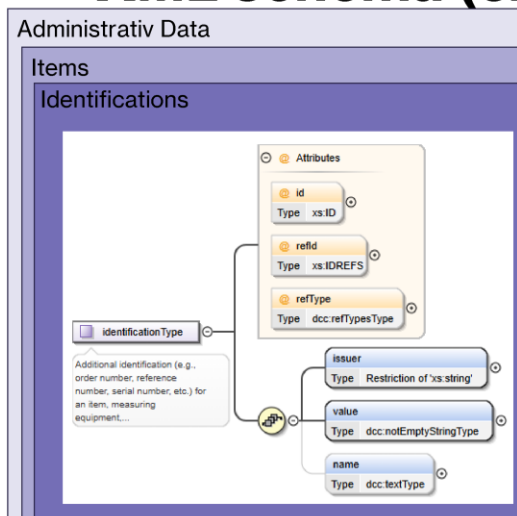 Administrativ Data
Items
Identifications
@ Attributes
@ id
Type xs:ID
@ refId
Type xs:IDREFS
@ refType
Type dcc:refTypesType
identificationType
Additional identification (e.g.,
order number, reference
number, serial number, etc.) for
an item, measuring
equipment,...
issuer
Type Restriction of 'xs:string'
value
Type dcc:notEmptyStringType
name
Type dcc:textType